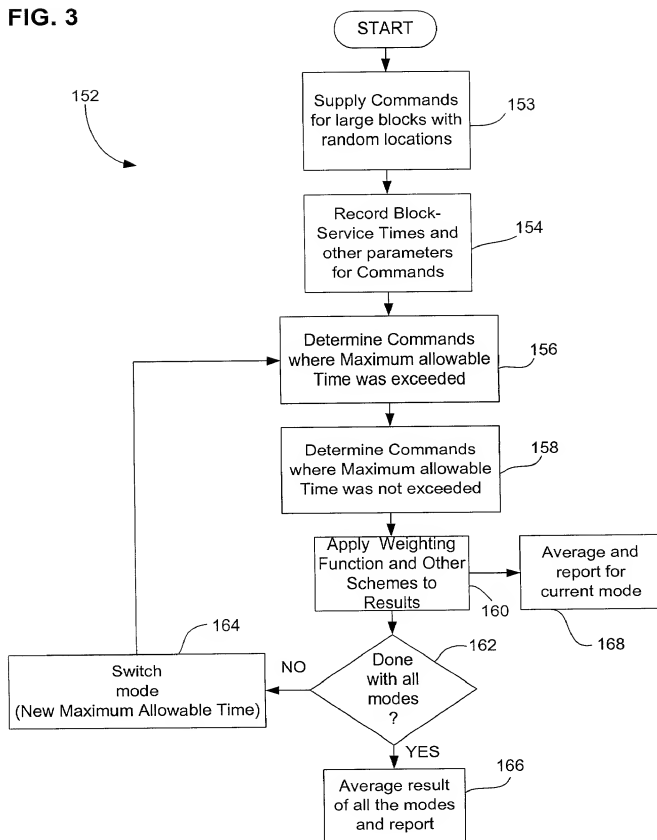 FIG. 3
START
152
Supply Commands
for large blocks with
random locations
153
Record Block-
Service Times and
other parameters
for Commands
154
Determine Commands
where Maximum allowable
Time was exceeded
156
Determine Commands
where Maximum allowable
Time was not exceeded
158
Apply Weighting
Function and Other
Schemes to
Results
160
Average and
report for
current mode
168
164
Switch
mode
(New Maximum Allowable Time)
NO
Done
with all
modes
?
162
YES
Average result
of all the modes
and report
166